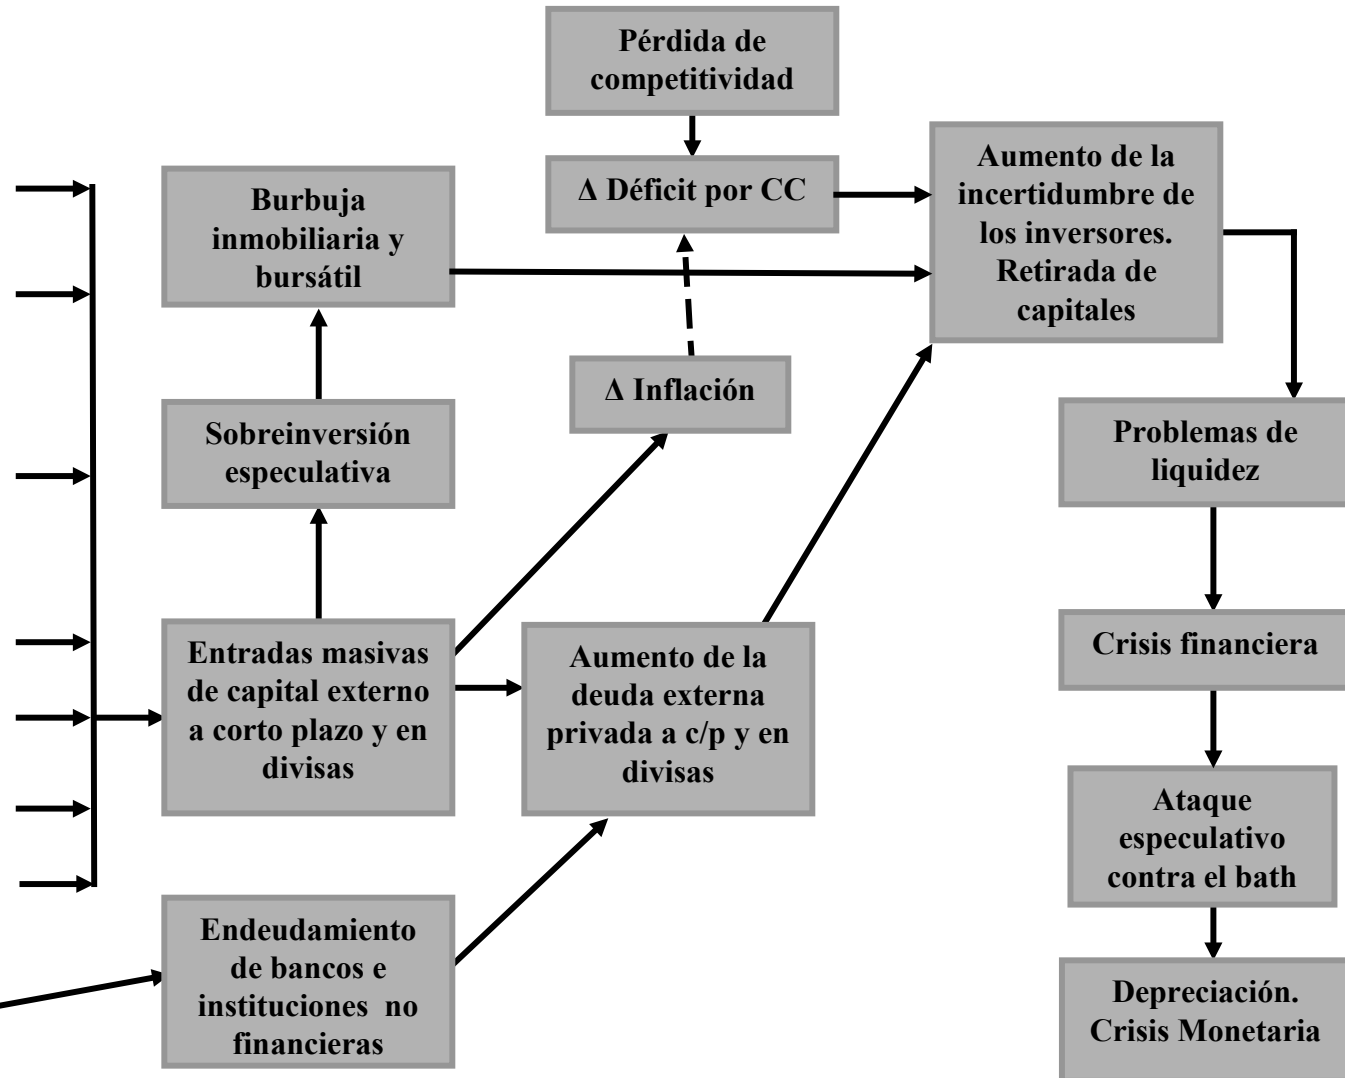 Pérdida de
competitividad
Δ Déficit por CC
Aumento de la
incertidumbre de
los inversores.
Retirada de
capitales
Burbuja
inmobiliaria y
bursátil
Δ Inflación
Sobreinversión
especulativa
Problemas de
liquidez
Entradas masivas
de capital externo
a corto plazo y en
divisas
Aumento de la
deuda externa
privada a c/p y en
divisas
Crisis financiera
Ataque
especulativo
contra el bath
Endeudamiento
de bancos e
instituciones no
financieras
Depreciación.
Crisis Monetaria